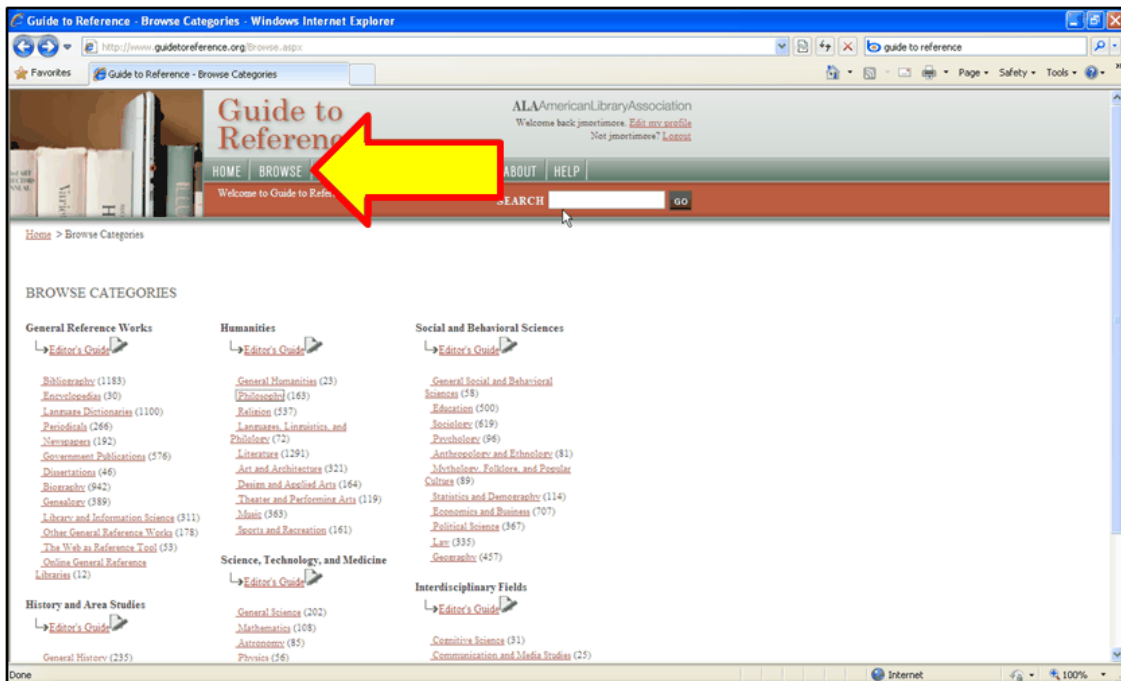 Guide to Reference - Browse Categories - Windows Internet Explorer
http://www.guidetoreference.org/Browse.aspx
guide to reference
Favorites
Guide to Reference - Browse Categories
Page
Safety
Tools
Guide to
Referenc
ALAAmericanLibraryAssociation
Welcome back jmortimore. Edit my profile
Not jmortimore? Logout
HOME
BROWSE
ABOUT
HELP
Welcome to Guide to Refer
SEARCH
GO
Home > Browse Categories
BROWSE CATEGORIES
General Reference Works
Editor's Guide
Bibliography (1183)
Encyclopedias (30)
Language Dictionaries (1100)
Periodicals (266)
Newspapers (192)
Government Publications (576)
Dissertations (46)
Biography (942)
Genealogy (389)
Library and Information Science (311)
Other General Reference Works (178)
The Web as Reference Tool (53)
Online General Reference
Libraries (12)
History and Area Studies
Editor's Guide
General History (235)
Humanities
Editor's Guide
General Humanities (23)
Philosophy (163)
Religion (537)
Languages, Linguistics, and
Philology (72)
Literature (1291)
Art and Architecture (321)
Design and Applied Arts (164)
Theater and Performing Arts (119)
Music (363)
Sports and Recreation (161)
Science, Technology, and Medicine
Editor's Guide
General Science (202)
Mathematics (108)
Astronomy (85)
Physics (56)
Social and Behavioral Sciences
Editor's Guide
General Social and Behavioral
Sciences (58)
Education (500)
Sociology (619)
Psychology (96)
Anthropology and Ethnology (81)
Mythology, Folklore, and Popular
Culture (89)
Statistics and Demography (114)
Economics and Business (707)
Political Science (367)
Law (335)
Geography (457)
Interdisciplinary Fields
Editor's Guide
Cognitive Science (31)
Communication and Media Studies (25)
Done
Internet
100%